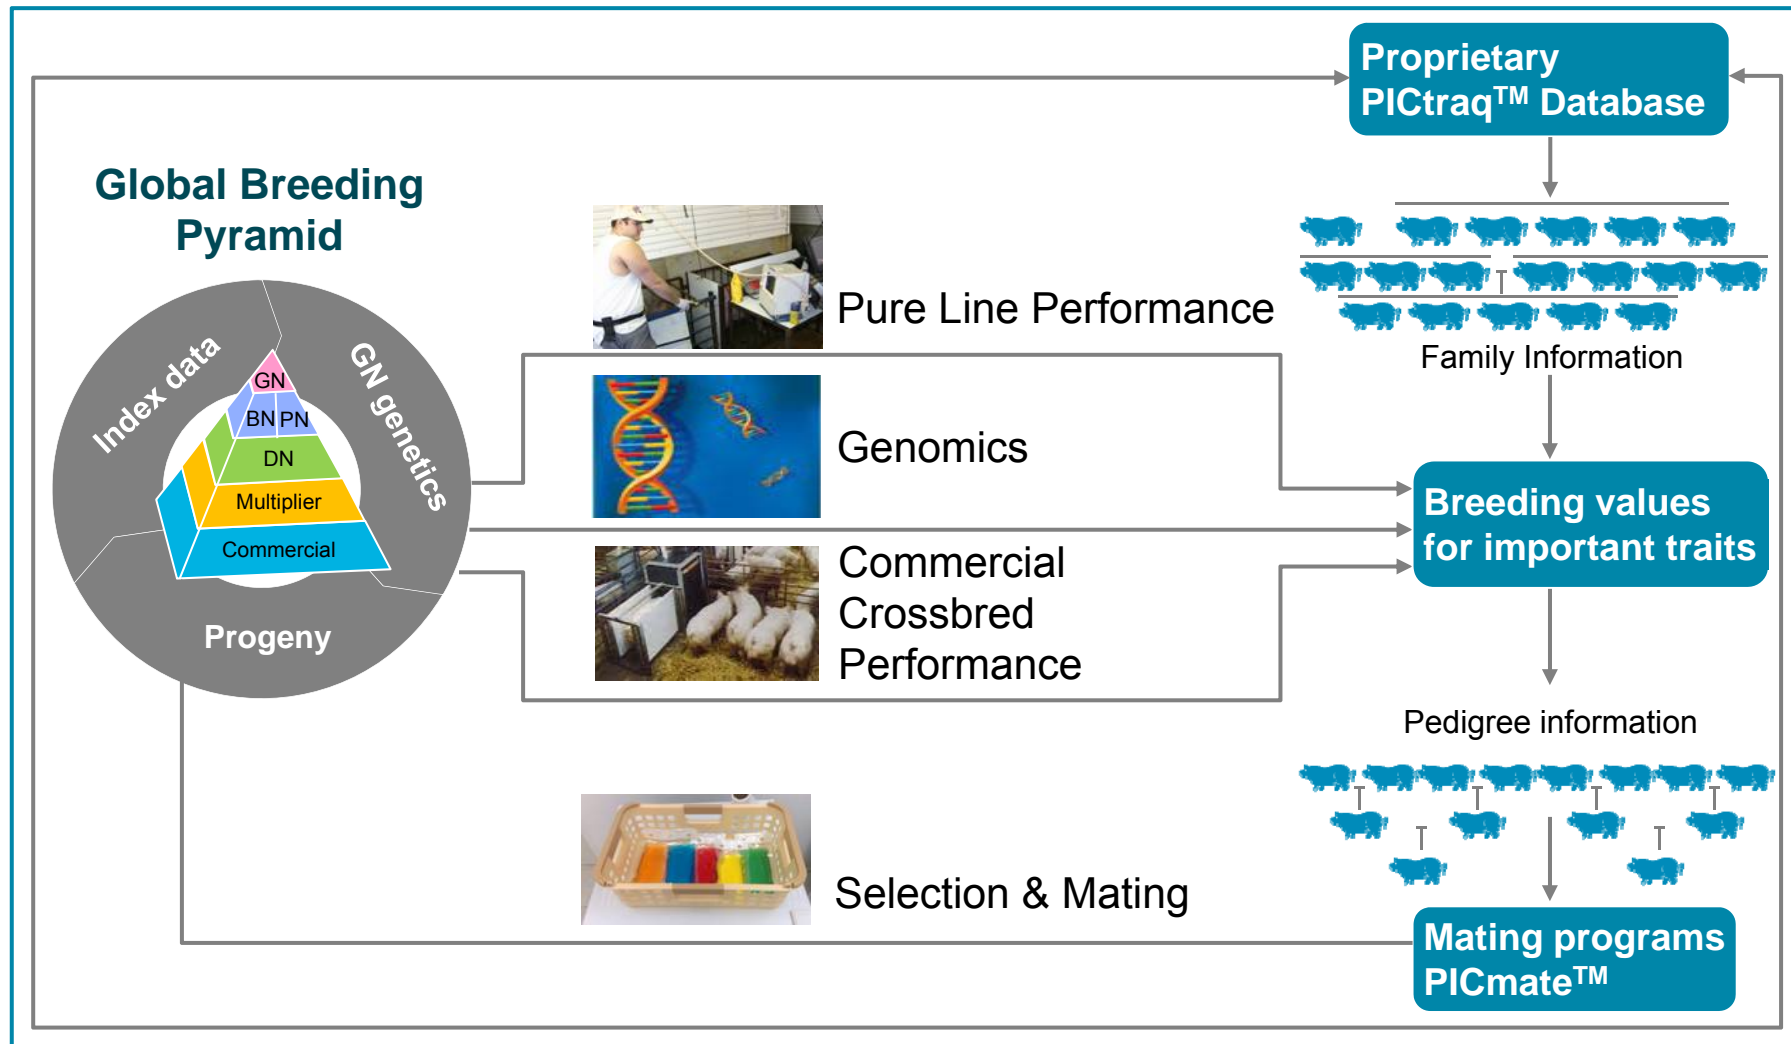 Proprietary
PICtraq™ Database
Global Breeding
Pyramid
Index data
GN genetics
Progeny
GN
BN PN
DN
Multiplier
Commercial
Pure Line Performance
Genomics
Commercial
Crossbred
Performance
Selection & Mating
Family Information
Breeding values
for important traits
Pedigree information
Mating programs
PICmate™